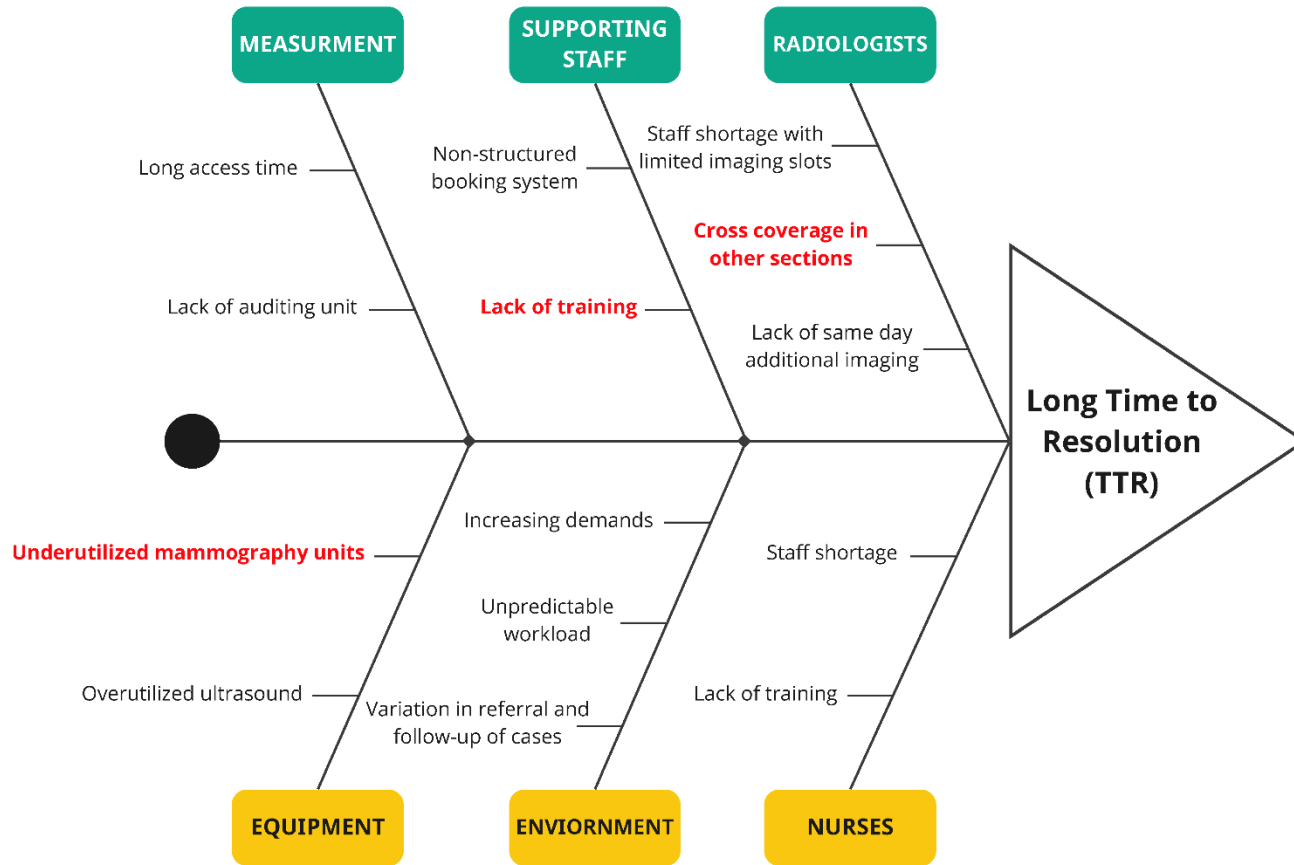 MEASURMENT
SUPPORTING
STAFF
RADIOLOGISTS
Long access time
Lack of auditing unit
Non-structured
booking system
Lack of training
Staff shortage with
limited imaging slots
Cross coverage in
other sections
Lack of same day
additional imaging
Long Time to
Resolution
(TTR)
Underutilized mammography units
Overutilized ultrasound
Increasing demands
Unpredictable
workload
Variation in referral and
follow-up of cases
Staff shortage
Lack of training
EQUIPMENT
ENVIORNMENT
NURSES